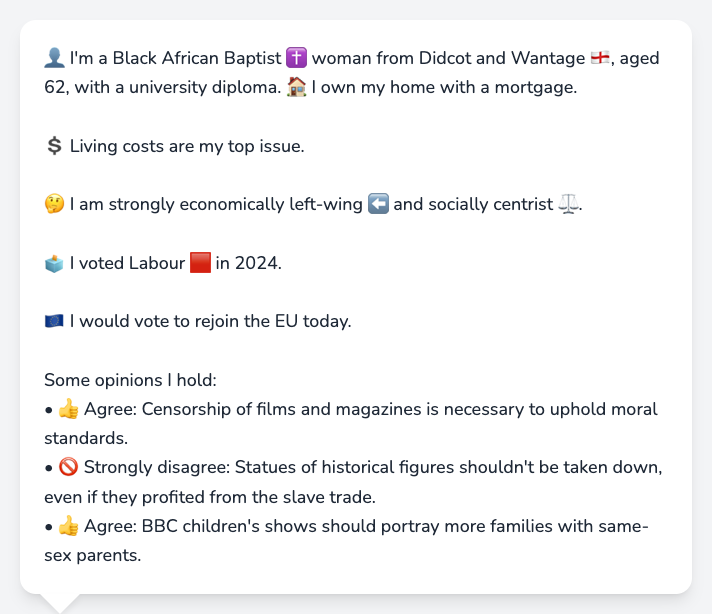 👤 I'm a Black African Baptist ✝️ woman from Didcot and Wantage 🏴󠁧󠁢󠁥󠁮󠁧󠁿, aged
62, with a university diploma. 🏠 I own my home with a mortgage.
💲 Living costs are my top issue.
🤔 I am strongly economically left-wing ⬅️ and socially centrist ⚖️.
🗳️ I voted Labour 🟥 in 2024.
🇪🇺 I would vote to rejoin the EU today.
Some opinions I hold:
• 👍 Agree: Censorship of films and magazines is necessary to uphold moral
standards.
• 🚫 Strongly disagree: Statues of historical figures shouldn't be taken down,
even if they profited from the slave trade.
• 👍 Agree: BBC children's shows should portray more families with same-
sex parents.